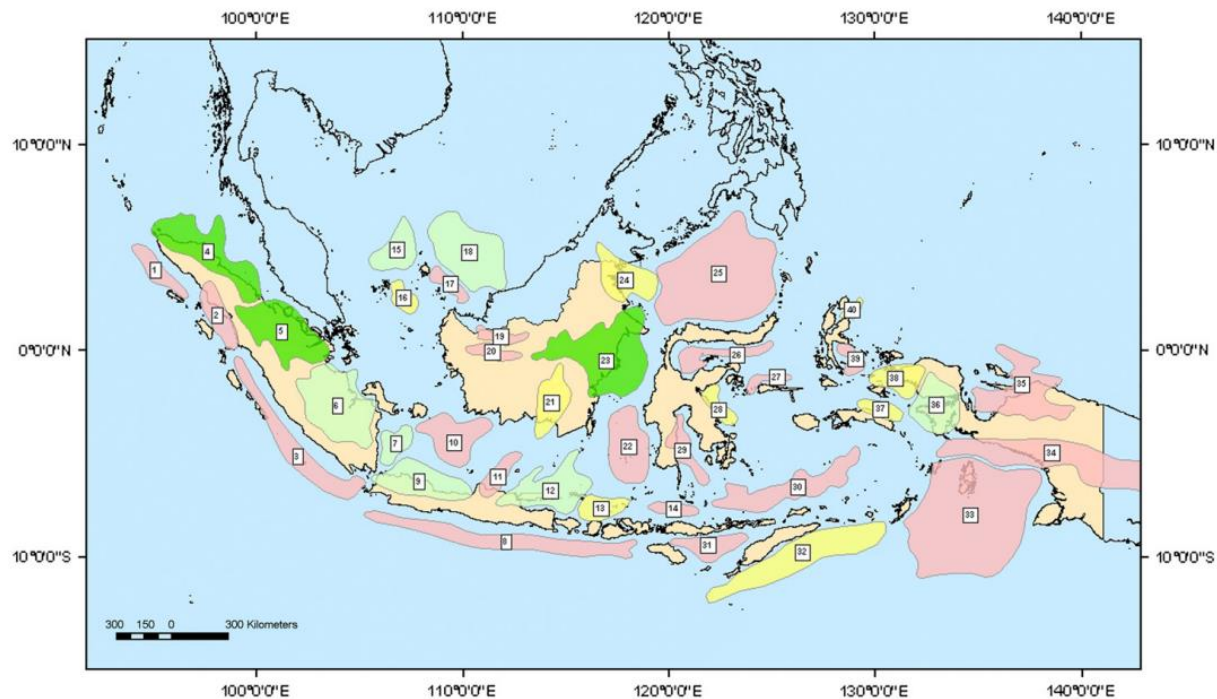 100°0'0"E 110°0'0"E 120°0'0"E 130°0'0"E 140°0'0"E
10°0'0"N 10°0'0"N
15 18
4 40
1 17 24 25
16
2 5 19
0°0'0"N 20 23 26 39 0°0'0"N
27 38 35
6 21 28 37 36
7 10 22 29 34
3 9 11 12 30
13 14 33
8 31 32
10°0'0"S 10°0'0"S
300 150 0 300 Kilometers
100°0'0"E 110°0'0"E 120°0'0"E 130°0'0"E 140°0'0"E